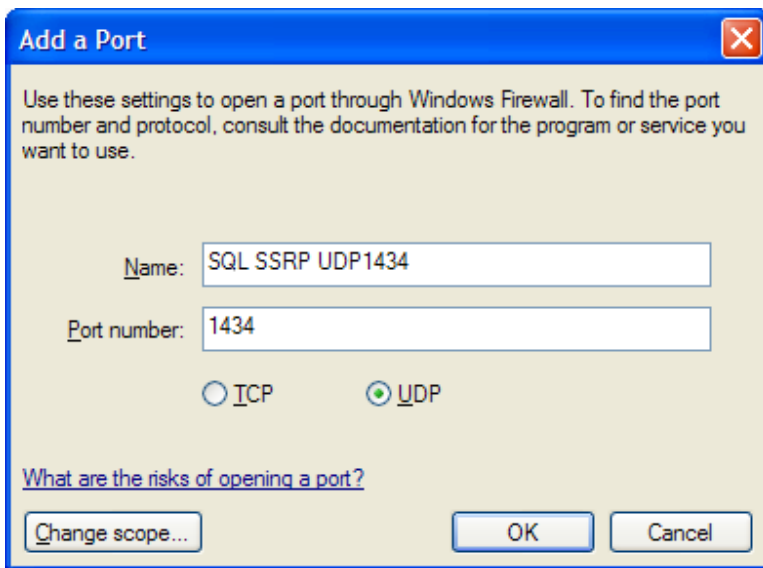 Add a Port
Use these settings to open a port through Windows Firewall. To find the port
number and protocol, consult the documentation for the program or service you
want to use.
Name: SQL SSRP UDP1434
Port number: 1434
TCP UDP
What are the risks of opening a port?
Change scope... OK Cancel